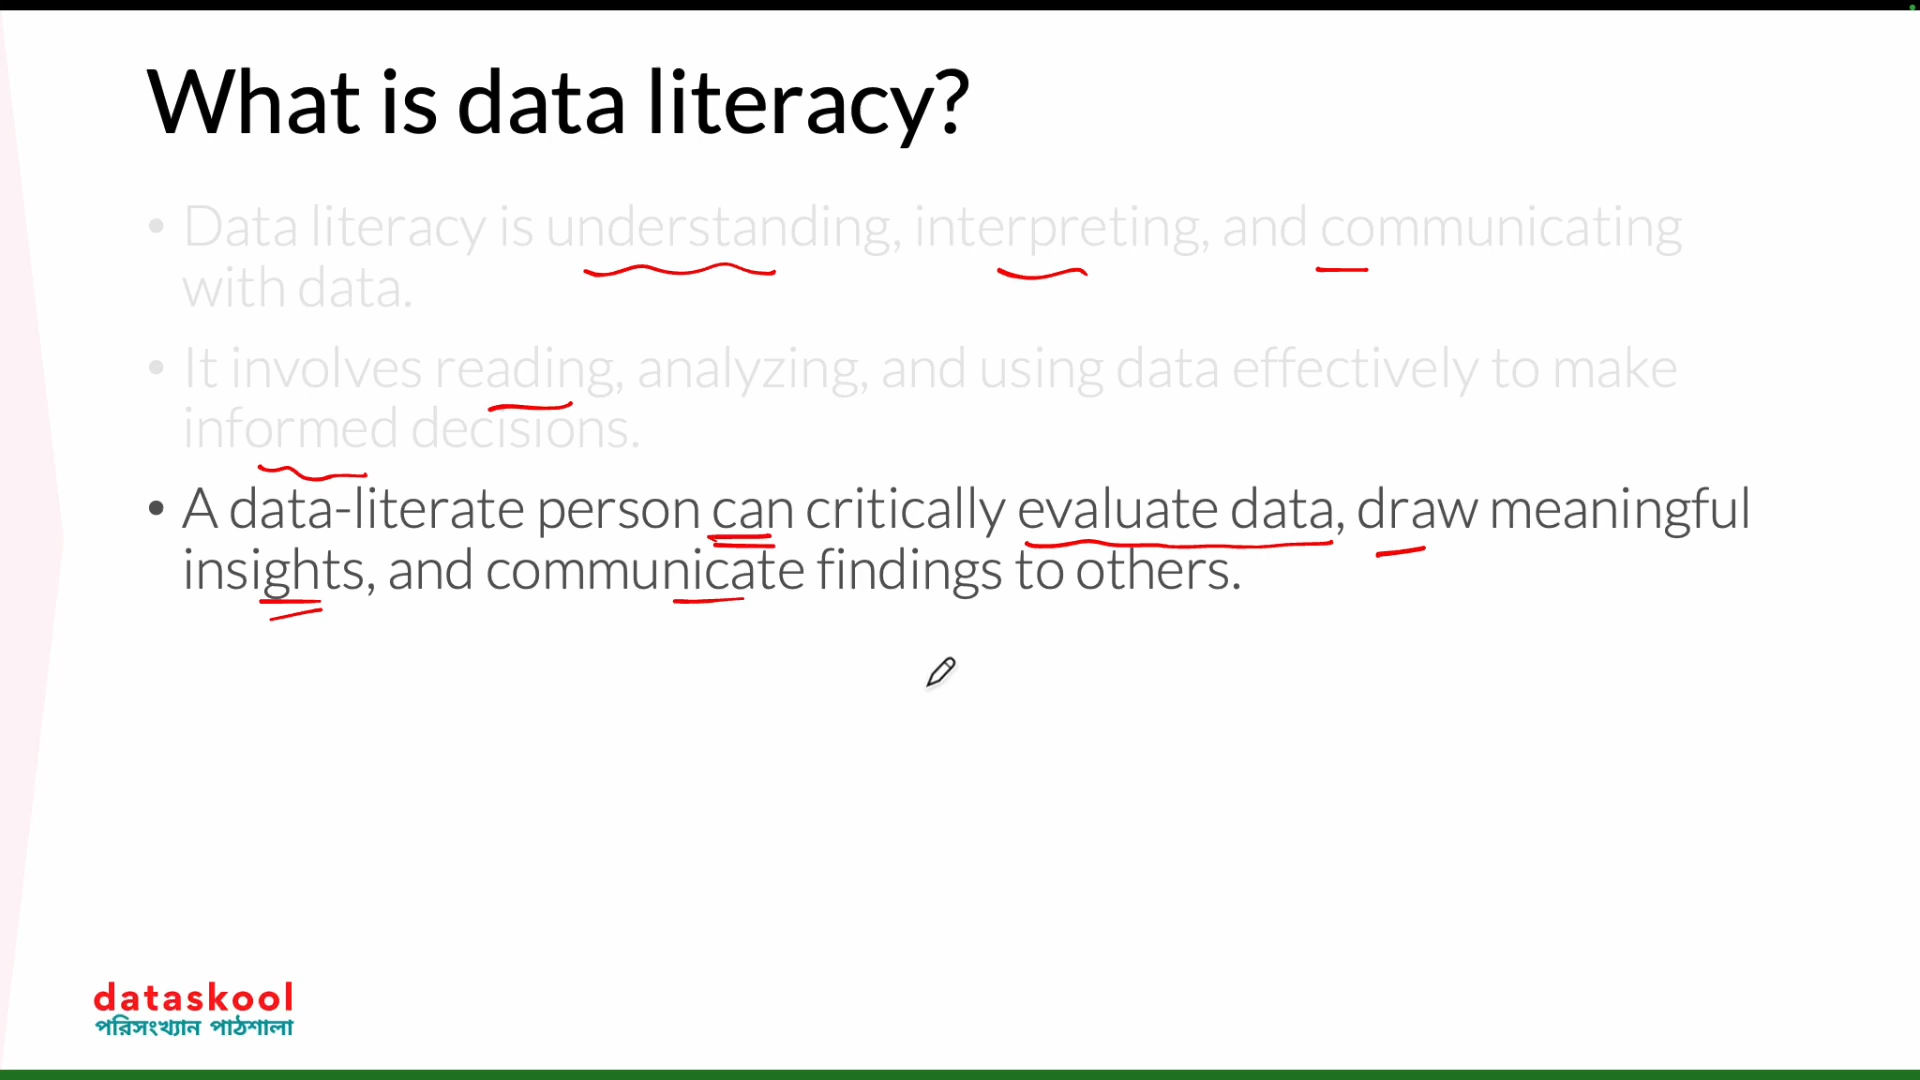 What is data literacy?
• Data literacy is understanding, interpreting, and communicating
with data.
• It involves reading, analyzing, and using data effectively to make
informed decisions.
• A data-literate person can critically evaluate data, draw meaningful
insights, and communicate findings to others.
dataskool
পরিসংখ্যান পাঠশালা